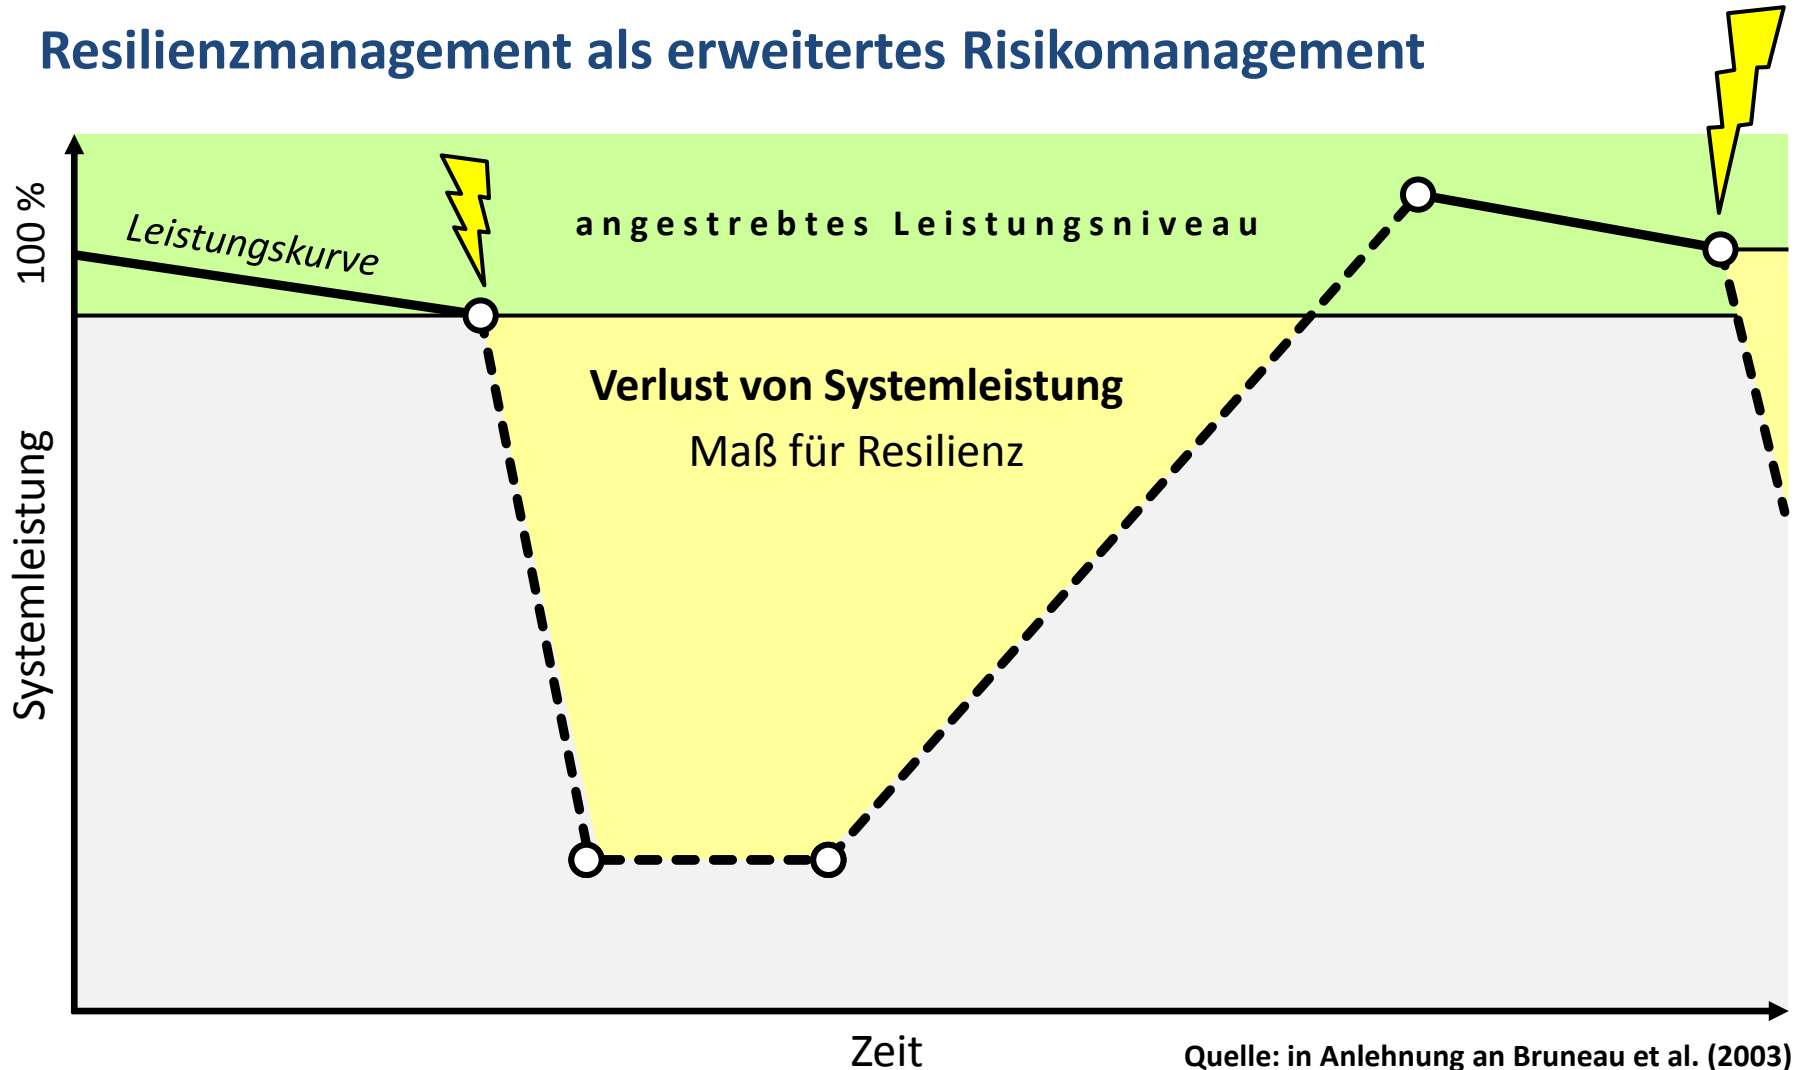 Resilienzmanagement als erweitertes Risikomanagement
100 %
Leistungskurve
angestrebtes Leistungsniveau
Verlust von Systemleistung
Maß für Resilienz
Systemleistung
Zeit
Quelle: in Anlehnung an Bruneau et al. (2003)